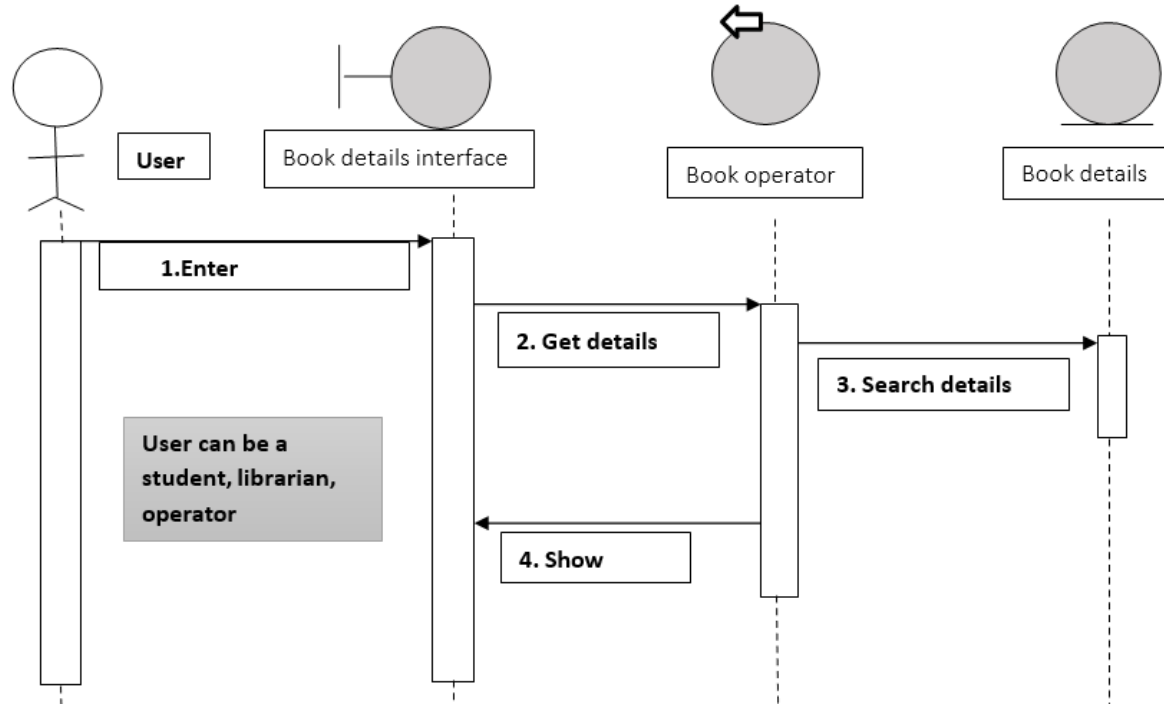 User
Book details interface
Book operator
Book details
1.Enter
2. Get details
3. Search details
User can be a
student, librarian,
operator
4. Show